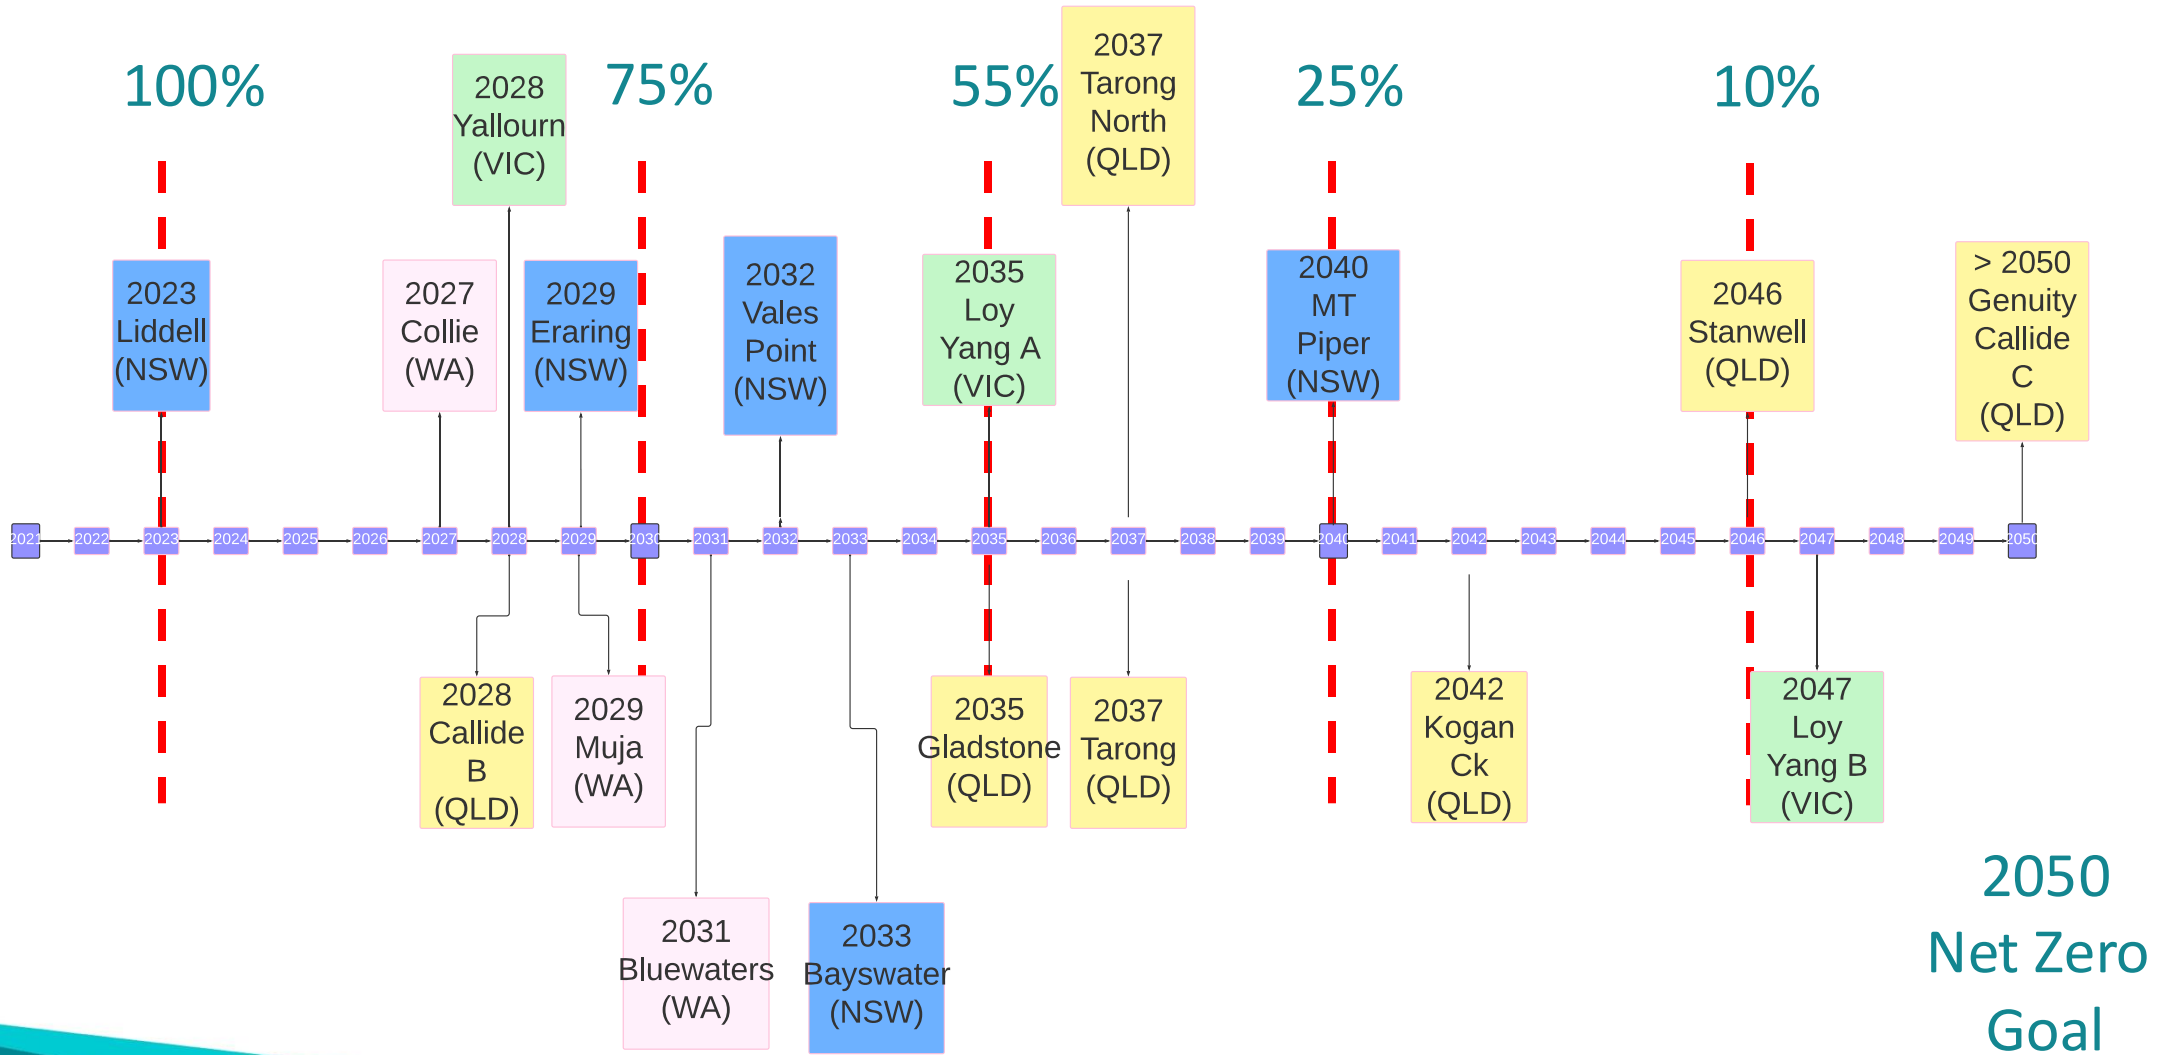 100%
75%
55%
25%
10%
2028
Yallourn
(VIC)
2037
Tarong
North
(QLD)
2023
Liddell
(NSW)
2027
Collie
(WA)
2029
Eraring
(NSW)
2032
Vales
Point
(NSW)
2035
Loy
Yang A
(VIC)
2040
MT
Piper
(NSW)
2046
Stanwell
(QLD)
> 2050
Genuity
Callide
C
(QLD)
2021
2022
2023
2024
2025
2026
2027
2028
2029
2030
2031
2032
2033
2034
2035
2036
2037
2038
2039
2040
2041
2042
2043
2044
2045
2046
2047
2048
2049
2050
2028
Callide
B
(QLD)
2029
Muja
(WA)
2035
Gladstone
(QLD)
2037
Tarong
(QLD)
2042
Kogan
Ck
(QLD)
2047
Loy
Yang B
(VIC)
2031
Bluewaters
(WA)
2033
Bayswater
(NSW)
2050
Net Zero
Goal